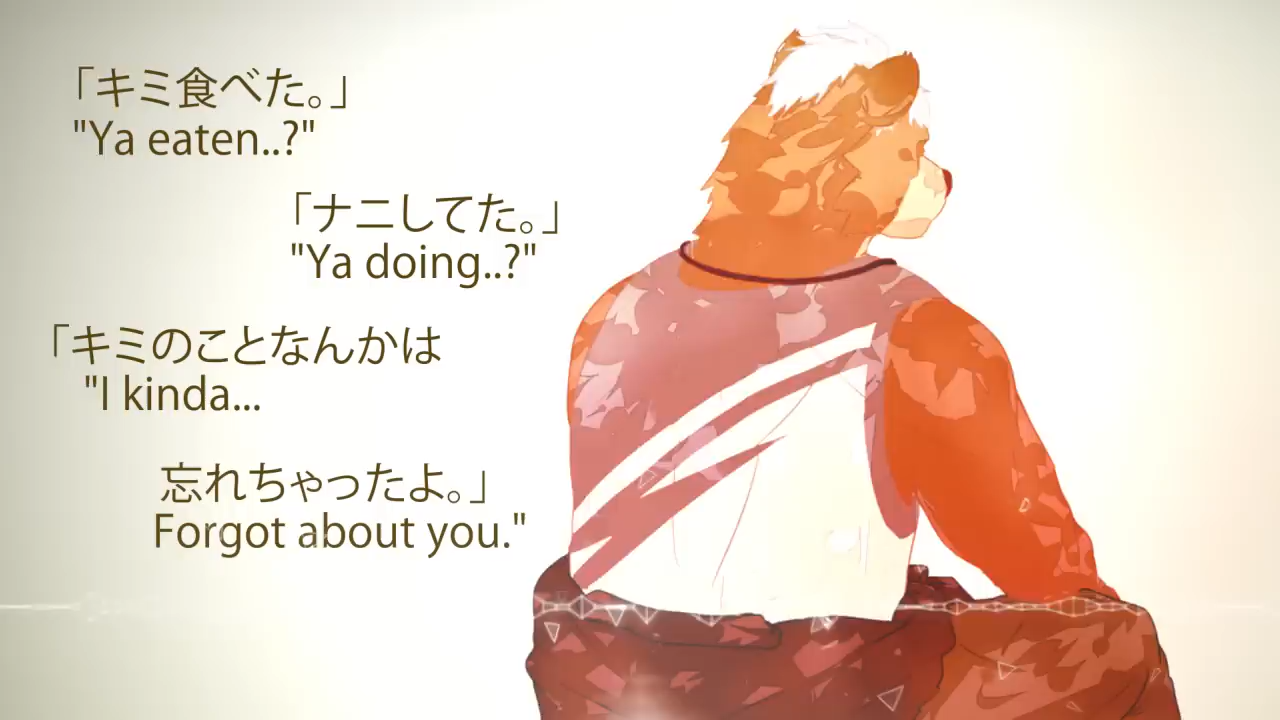 「キミ食べた。」
"Ya eaten..?"
「ナニしてた。」
"Ya doing..?"
「キミのことなんかは
"I kinda...
忘れちゃったよ。」
Forgot about you."